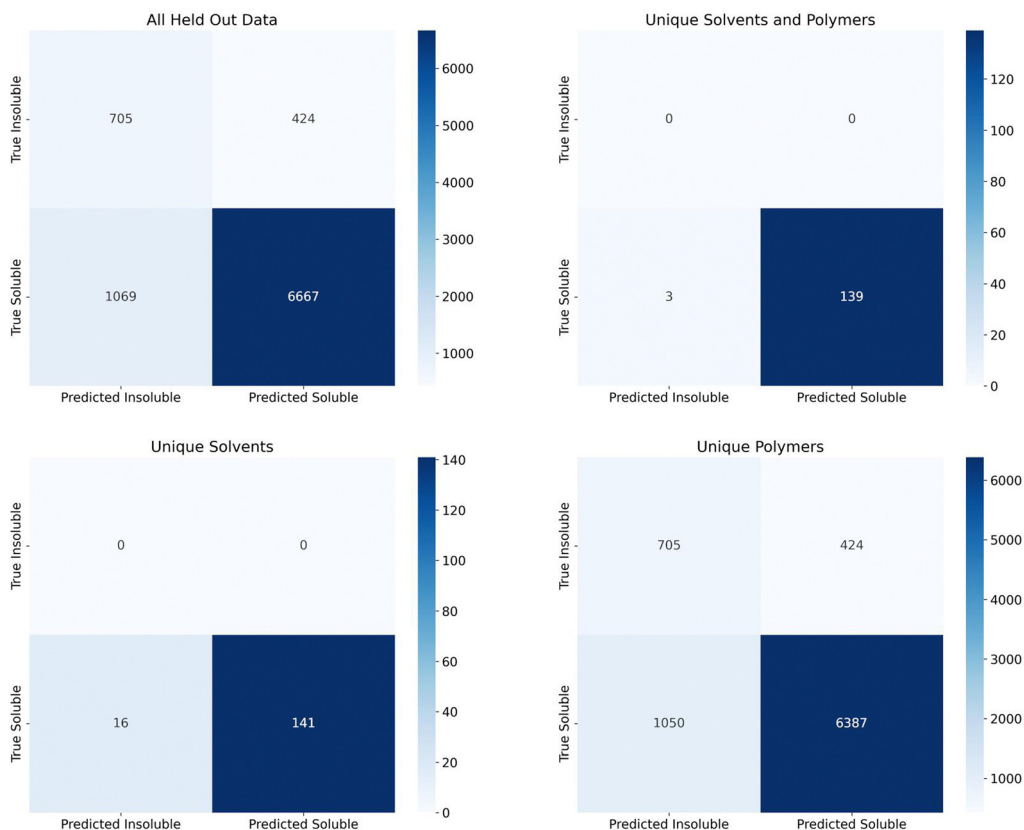 All Held Out Data
True Insoluble
705
424
True Soluble
1069
6667
Predicted Insoluble
Predicted Soluble
6000
5000
4000
3000
2000
1000
Unique Solvents and Polymers
True Insoluble
0
0
True Soluble
3
139
Predicted Insoluble
Predicted Soluble
120
100
80
60
40
20
0
Unique Solvents
True Insoluble
0
0
True Soluble
16
141
Predicted Insoluble
Predicted Soluble
140
120
100
80
60
40
20
0
Unique Polymers
True Insoluble
705
424
True Soluble
1050
6387
Predicted Insoluble
Predicted Soluble
6000
5000
4000
3000
2000
1000